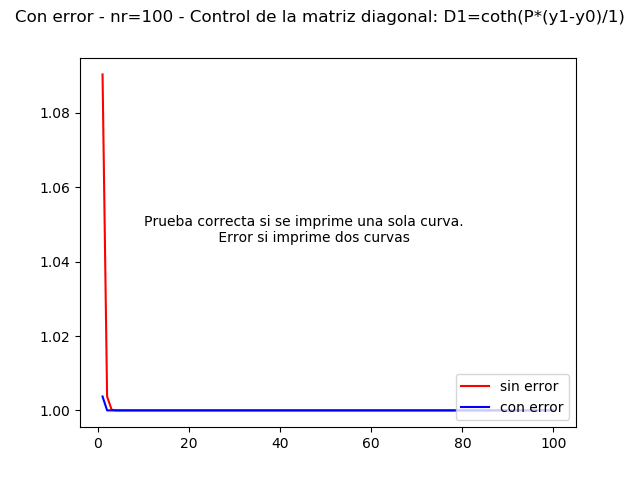 Con error - nr=100 - Control de la matriz diagonal: D1=coth(P*(y1-y0)/1)
1.08
1.06
1.04
1.02
1.00
Prueba correcta si se imprime una sola curva.
Error si imprime dos curvas
sin error
con error
0 20 40 60 80 100